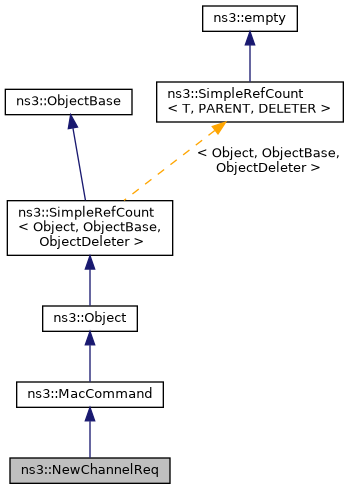 ns3::empty
ns3::ObjectBase
ns3::SimpleRefCount
< T, PARENT, DELETER >
< Object, ObjectBase,
ObjectDeleter >
ns3::SimpleRefCount
< Object, ObjectBase,
ObjectDeleter >
ns3::Object
ns3::MacCommand
ns3::NewChannelReq